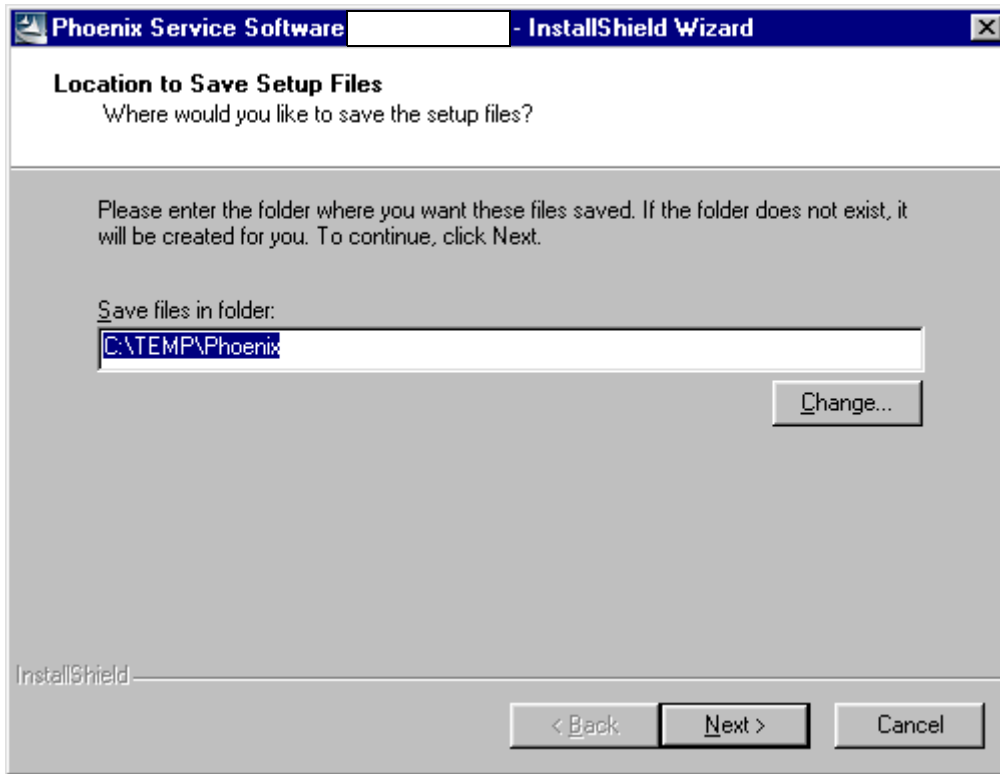 Phoenix Service Software - InstallShield Wizard
Location to Save Setup Files
Where would you like to save the setup files?
Please enter the folder where you want these files saved. If the folder does not exist, it
will be created for you. To continue, click Next.
Save files in folder:
C:\TEMP\Phoenix
Change...
InstallShield
< Back
Next >
Cancel